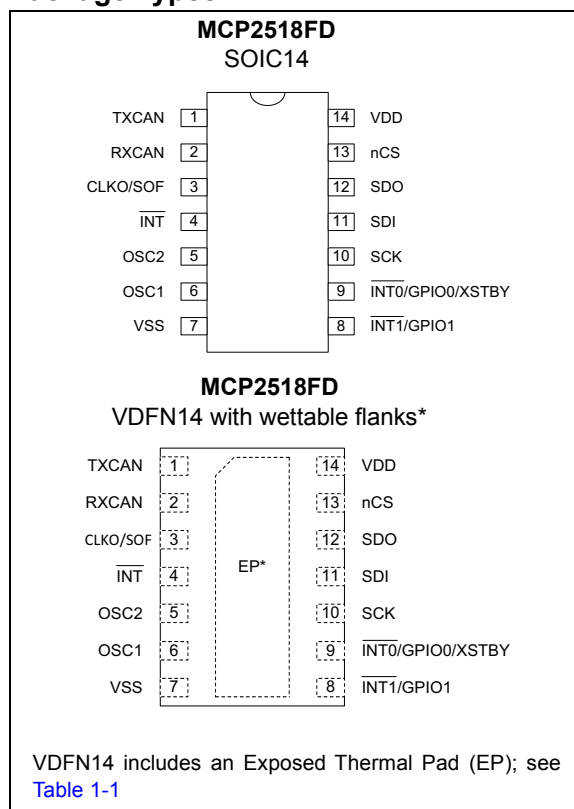 MCP2518FD
SOIC14
TXCAN 1 14 VDD
RXCAN 2 13 nCS
CLKO/SOF 3 12 SDO
INT 4 11 SDI
OSC2 5 10 SCK
OSC1 6 9 INT0/GPIO0/XSTBY
VSS 7 8 INT1/GPIO1
MCP2518FD
VDFN14 with wettable flanks*
TXCAN 1 14 VDD
RXCAN 2 13 nCS
CLKO/SOF 3 12 SDO
INT 4 EP* 11 SDI
OSC2 5 10 SCK
OSC1 6 9 INT0/GPIO0/XSTBY
VSS 7 8 INT1/GPIO1
VDFN14 includes an Exposed Thermal Pad (EP); see
Table 1-1